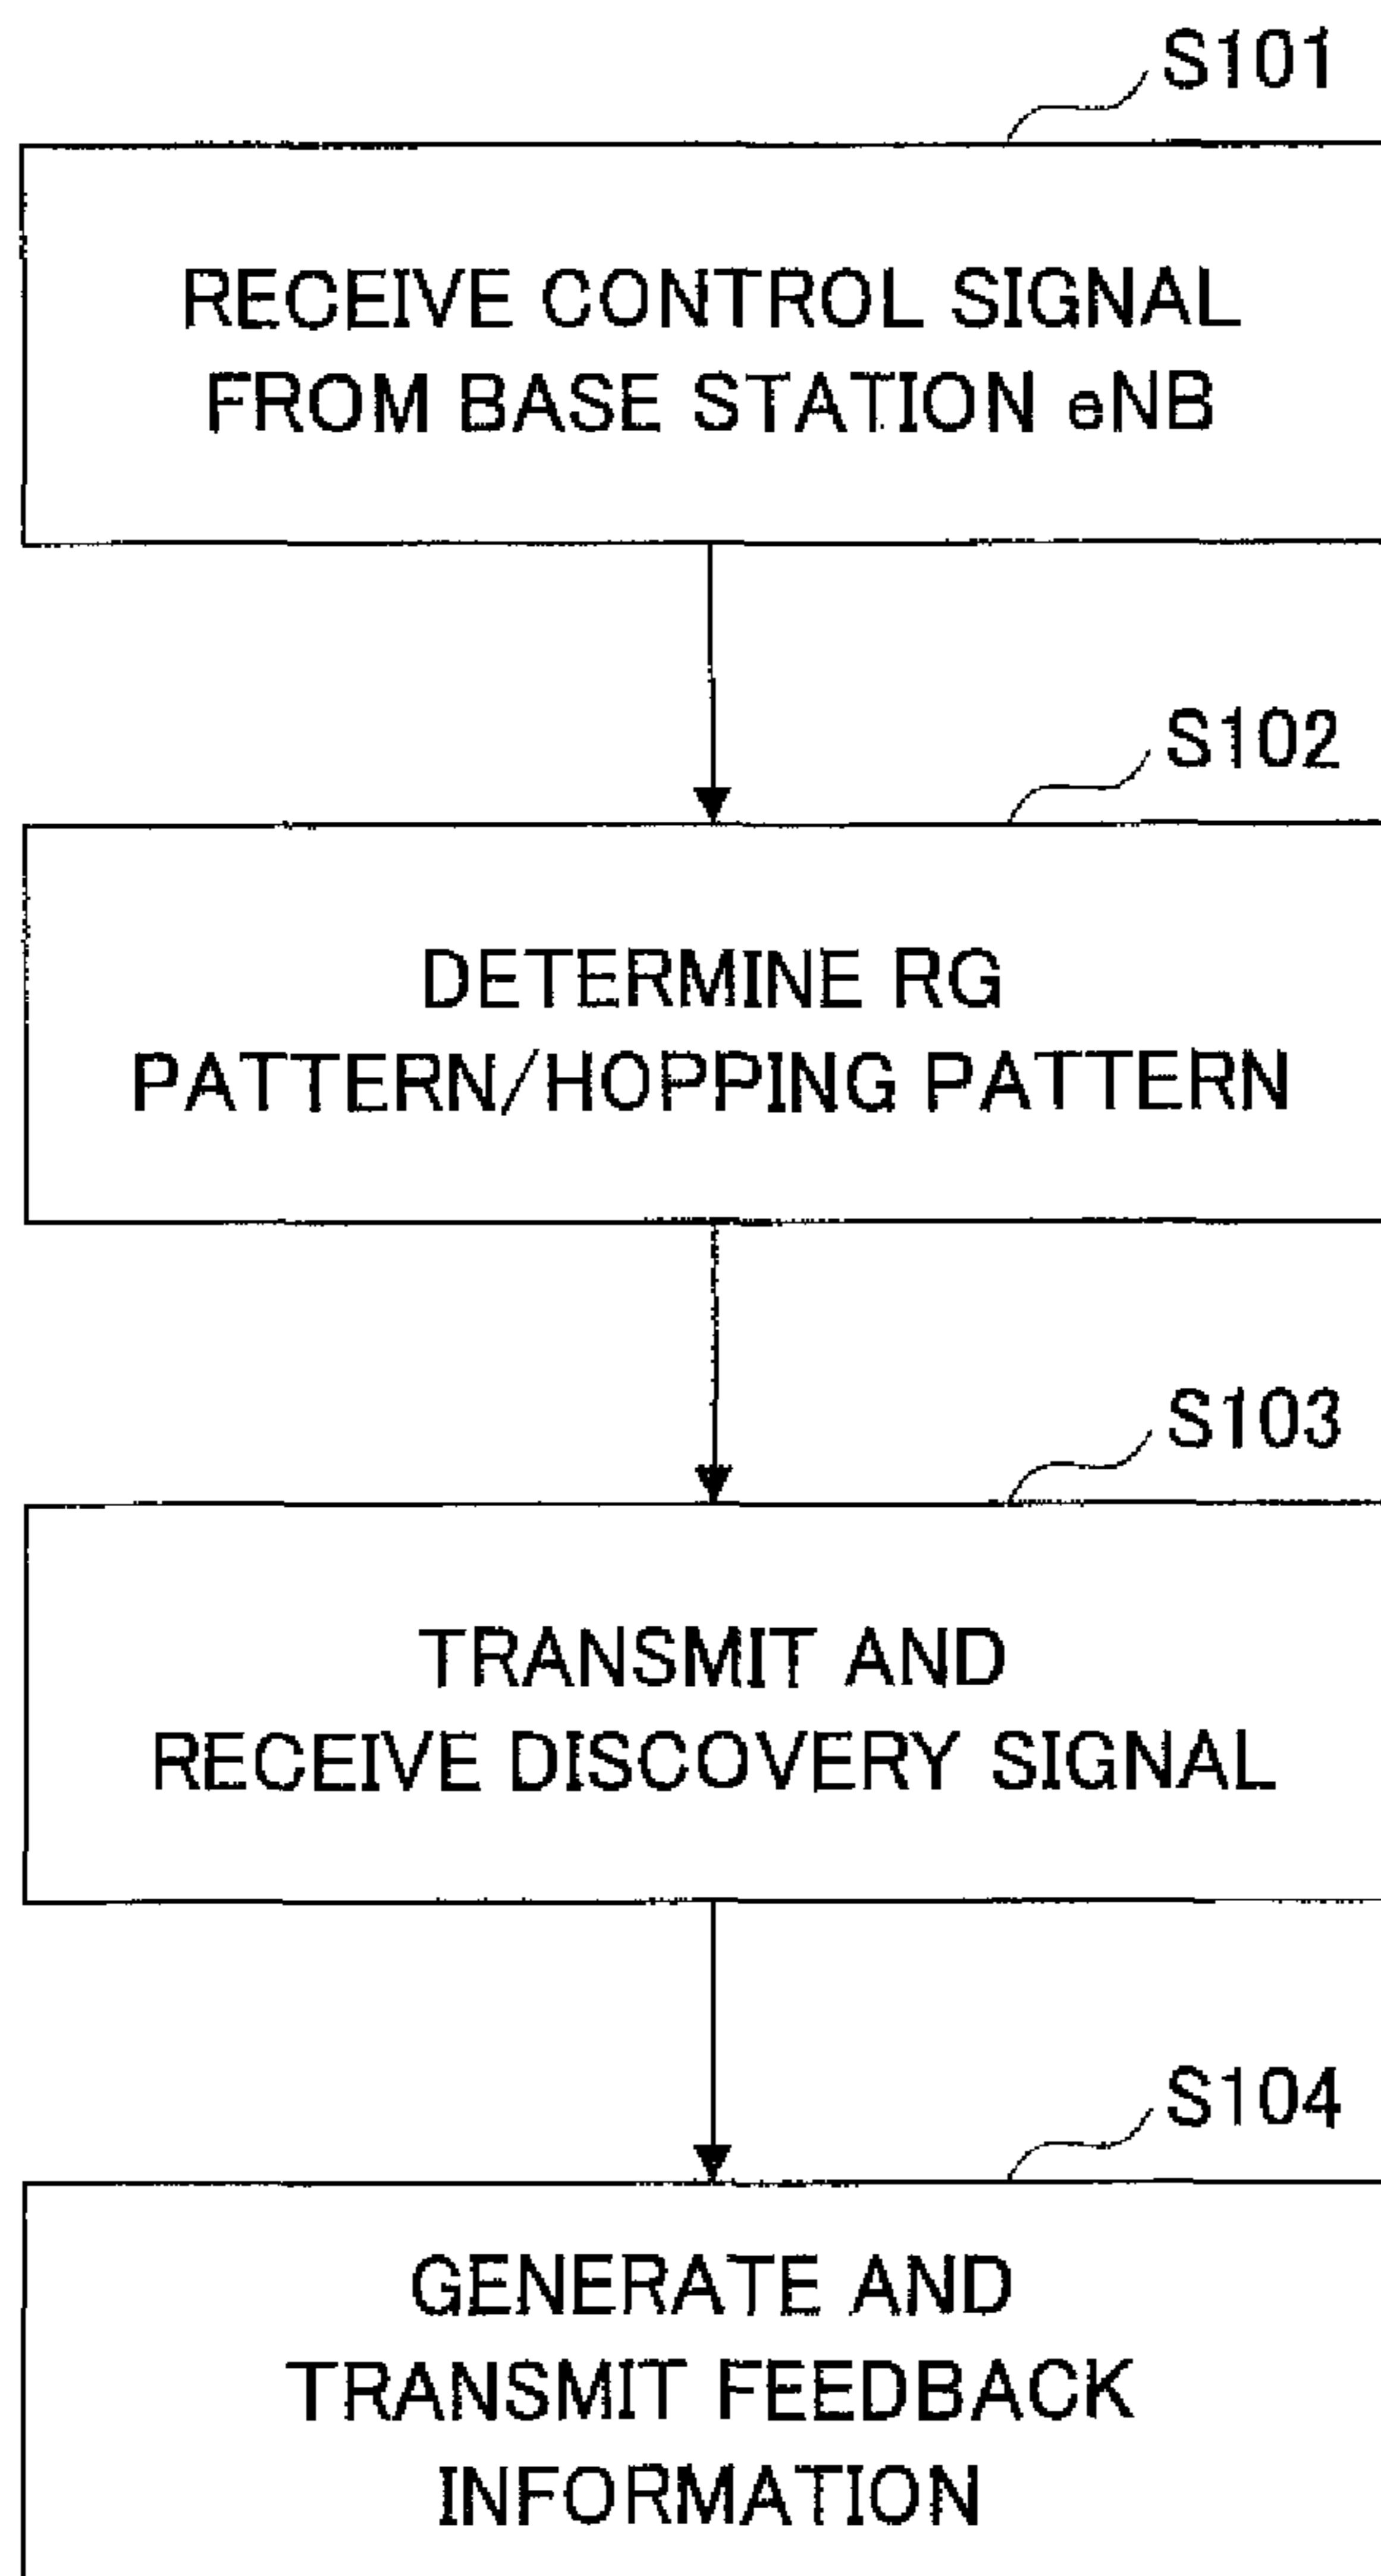 S101
RECEIVE CONTROL SIGNAL
FROM BASE STATION eNB
S102
DETERMINE RG
PATTERN/HOPPING PATTERN
S103
TRANSMIT AND
RECEIVE DISCOVERY SIGNAL
S104
GENERATE AND
TRANSMIT FEEDBACK
INFORMATION